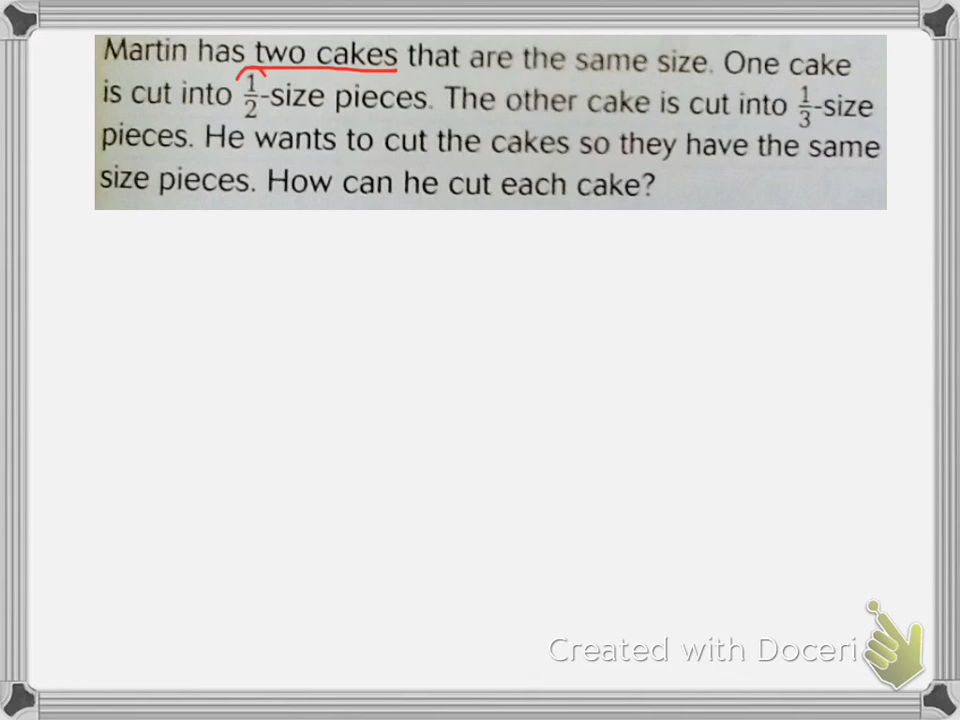 Martin has two cakes that are the same size. One cake
is cut into 1/2-size pieces. The other cake is cut into 1/3-size
pieces. He wants to cut the cakes so they have the same
size pieces. How can he cut each cake?
Created with Doceri